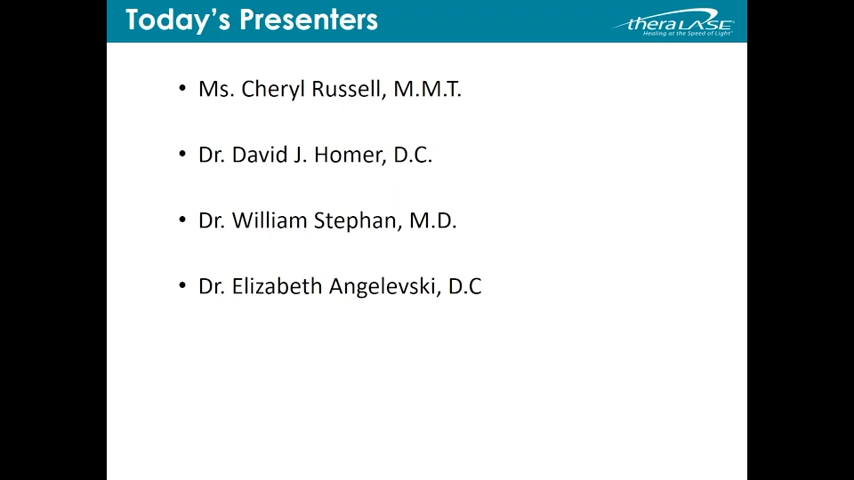 Today's Presenters
theraLASE
Healing at the Speed of Light
• Ms. Cheryl Russell, M.M.T.
• Dr. David J. Homer, D.C.
• Dr. William Stephan, M.D.
• Dr. Elizabeth Angelevski, D.C